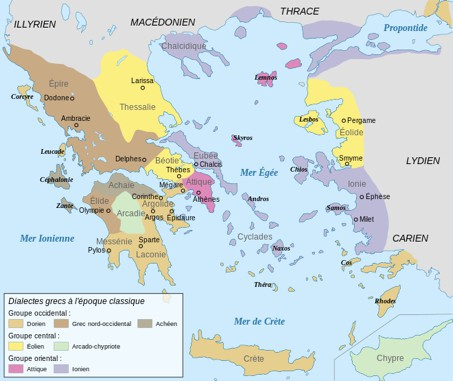 THRACE
ILLYRIEN
MACÉDONIEN
Propontide
Chalcidique
Épire
Larissa
Lemnos
Corcyre
Dodone
Thessalie
Ambracie
Lesbos
Pergame
Éolide
Leucade
Skyros
Delphes
Béotie
Eubée
Chalcis
Smyrne
LYDIEN
Céphalonie
Thèbes
Mer Égée
Chios
Mégare
Attique
Achaïe
Ionie
Éphèse
Zante
Élide
Corinthe
Athènes
Andros
Olympie
Arcadie
Argolide
Samos
Argos
Épidaure
Milet
Mer Ionienne
Messénie
Sparte
Cyclades
CARIEN
Pylos
Laconie
Naxos
Cos
Théra
Rhodes
Mer de Crète
Crète
Chypre
Dialectes grecs à l'époque classique
Groupe occidental :
Dorien Grec nord-occidental Achéen
Groupe central :
Éolien Arcado-chypriote
Groupe oriental :
Attique Ionien